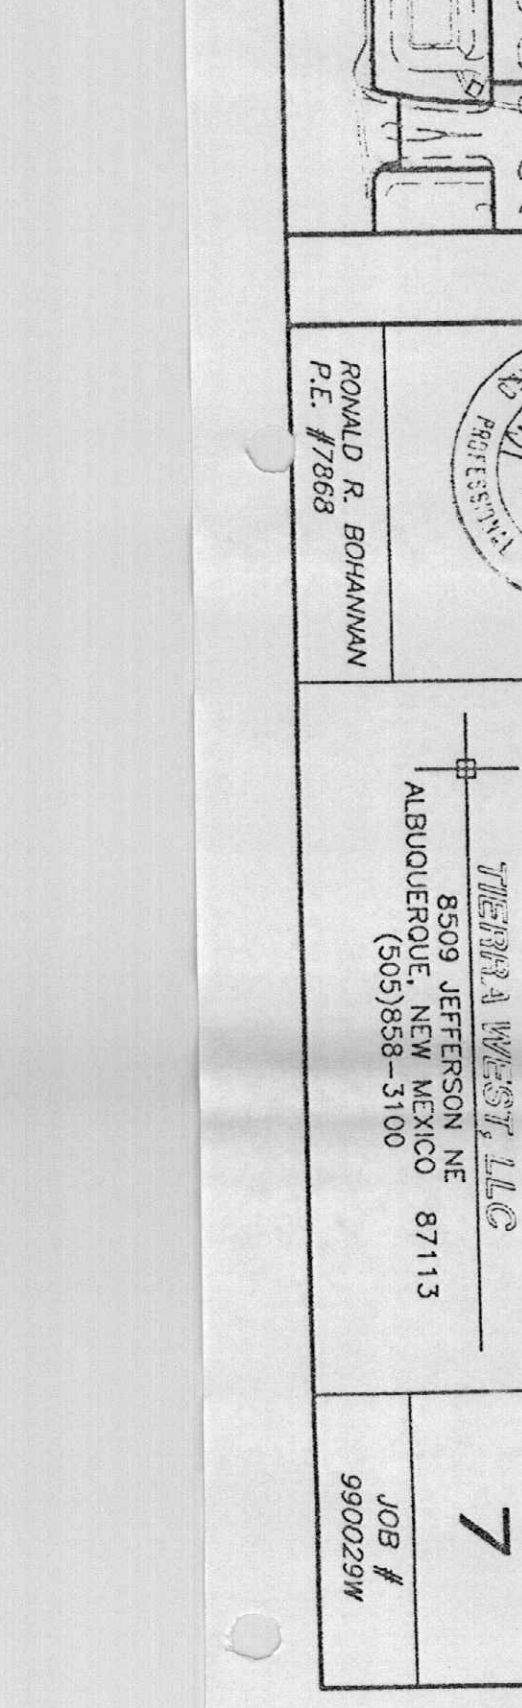 RONALD R. BOHANNAN
P.E. #7868
PROFESSIONAL
TIERRA WEST, LLC
8509 JEFFERSON NE
ALBUQUERQUE, NEW MEXICO 87113
(505)858-3100
7
JOB #
990029W